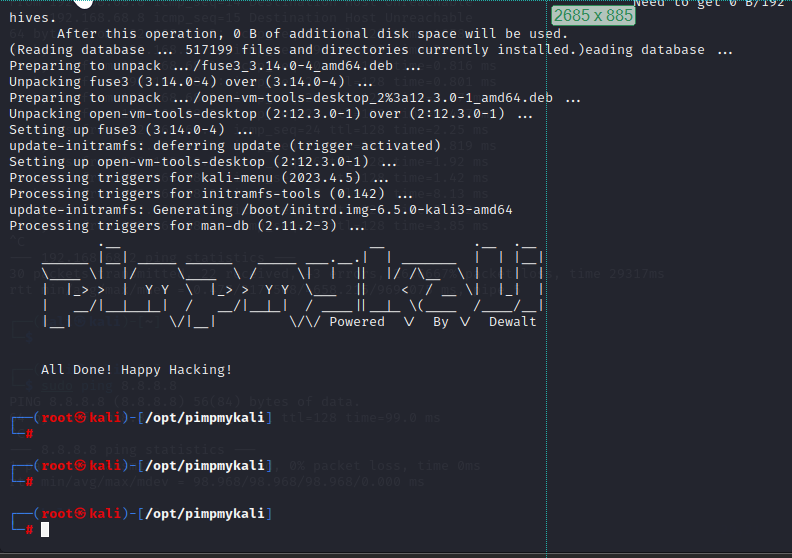 Need to get 0 B/192
2685 x 885
hives.
After this operation, 0 B of additional disk space will be used.
(Reading database ... 517199 files and directories currently installed.)eading database ...
Preparing to unpack .../fuse3_3.14.0-4_amd64.deb ...
Unpacking fuse3 (3.14.0-4) over (3.14.0-4) ...
Preparing to unpack .../open-vm-tools-desktop_2%3a12.3.0-1_amd64.deb ...
Unpacking open-vm-tools-desktop (2:12.3.0-1) over (2:12.3.0-1) ...
Setting up fuse3 (3.14.0-4) ...
update-initramfs: deferring update (trigger activated)
Setting up open-vm-tools-desktop (2:12.3.0-1) ...
Processing triggers for kali-menu (2023.4.5) ...
Processing triggers for initramfs-tools (0.142) ...
update-initramfs: Generating /boot/initrd.img-6.5.0-kali3-amd64
Processing triggers for man-db (2.11.2-3) ...
Powered By Dewalt
All Done! Happy Hacking!
┌──(root㉿kali)-[/opt/pimpmykali]
└─#
┌──(root㉿kali)-[/opt/pimpmykali]
└─#
┌──(root㉿kali)-[/opt/pimpmykali]
└─#